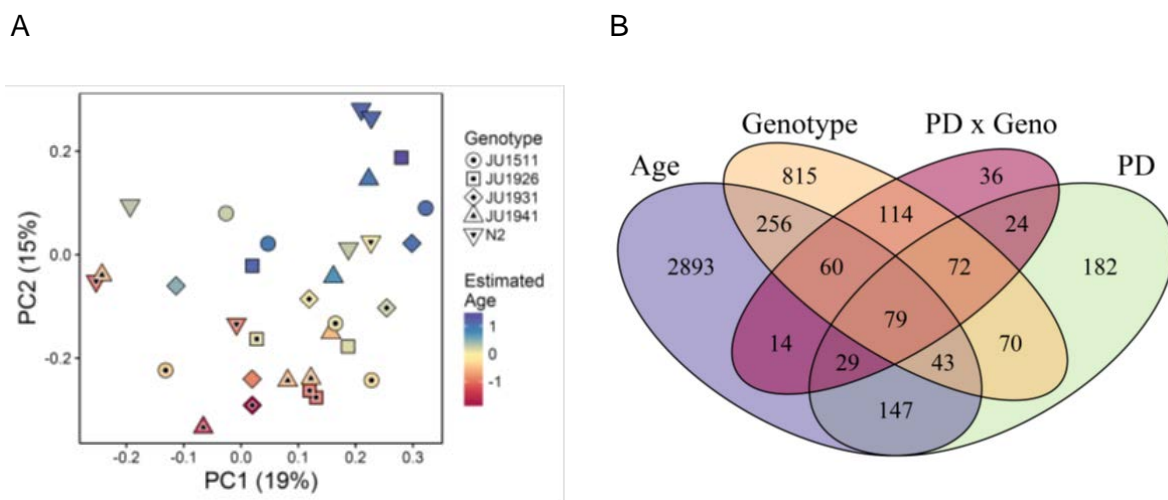 A
B
0.2
0.0
-0.2
PC2 (15%)
-0.2
-0.1
0.0
0.1
0.2
0.3
PC1 (19%)
Genotype
JU1511
JU1926
JU1931
JU1941
N2
Estimated
Age
1
0
-1
Genotype
PD x Geno
Age
PD
815
36
256
114
24
2893
60
72
182
79
14
29
43
70
147